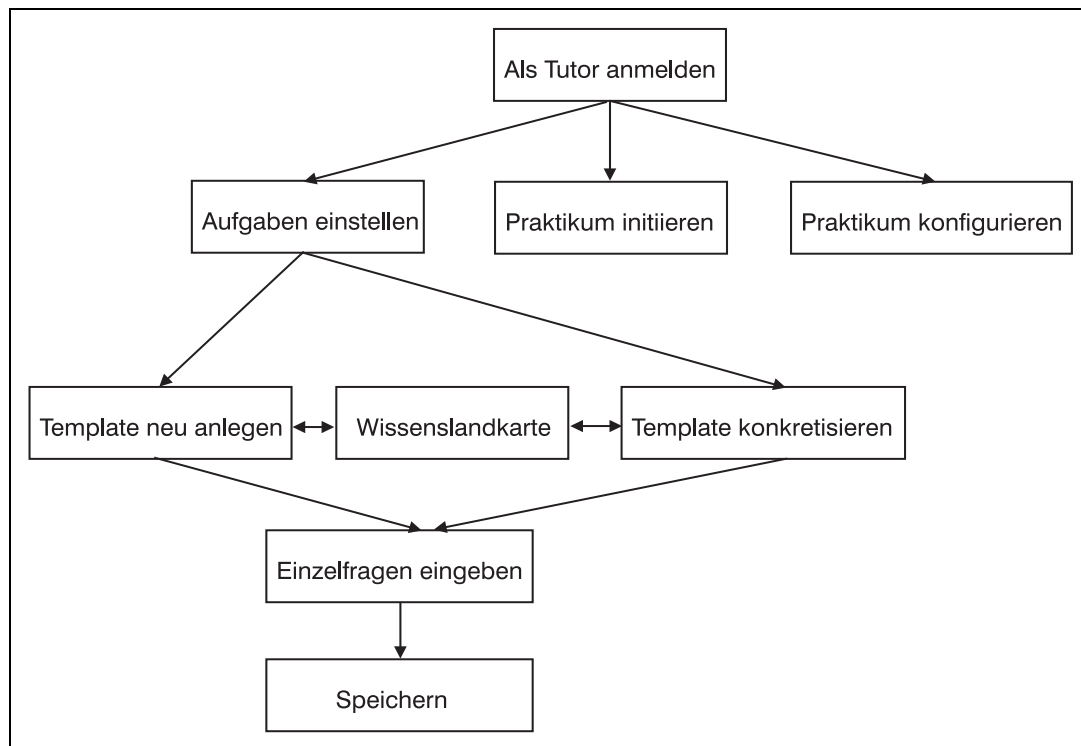 Als Tutor anmelden
Aufgaben einstellen
Praktikum initiieren
Praktikum konfigurieren
Template neu anlegen
Wissenslandkarte
Template konkretisieren
Einzelfragen eingeben
Speichern